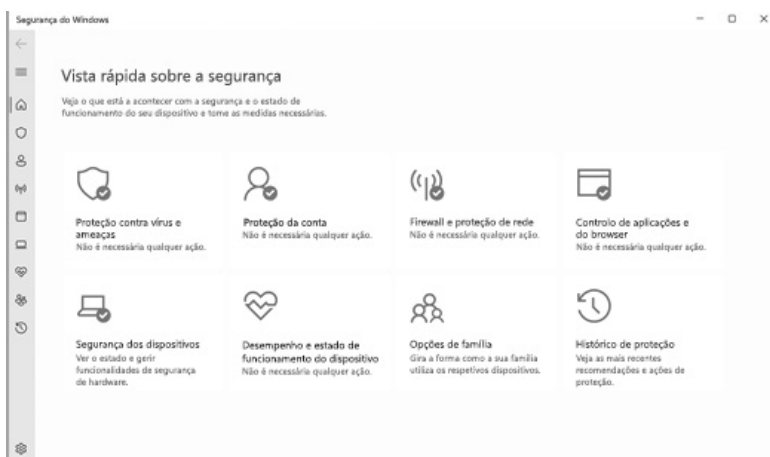 Segurança do Windows
Vista rápida sobre a segurança
Veja o que está a acontecer com a segurança e o estado de
funcionamento do seu dispositivo e tome as medidas necessárias.
Proteção contra vírus e
ameaças
Não é necessária qualquer ação.
Proteção da conta
Não é necessária qualquer ação.
Firewall e proteção de rede
Não é necessária qualquer ação.
Controlo de aplicações e
do browser
Não é necessária qualquer ação.
Segurança dos dispositivos
Ver o estado e gerir
funcionalidades de segurança
de hardware.
Desempenho e estado de
funcionamento do dispositivo
Não é necessária qualquer ação.
Opções de família
Gira a forma como a sua família
utiliza os respetivos dispositivos.
Histórico de proteção
Veja as mais recentes
recomendações e ações de
proteção.